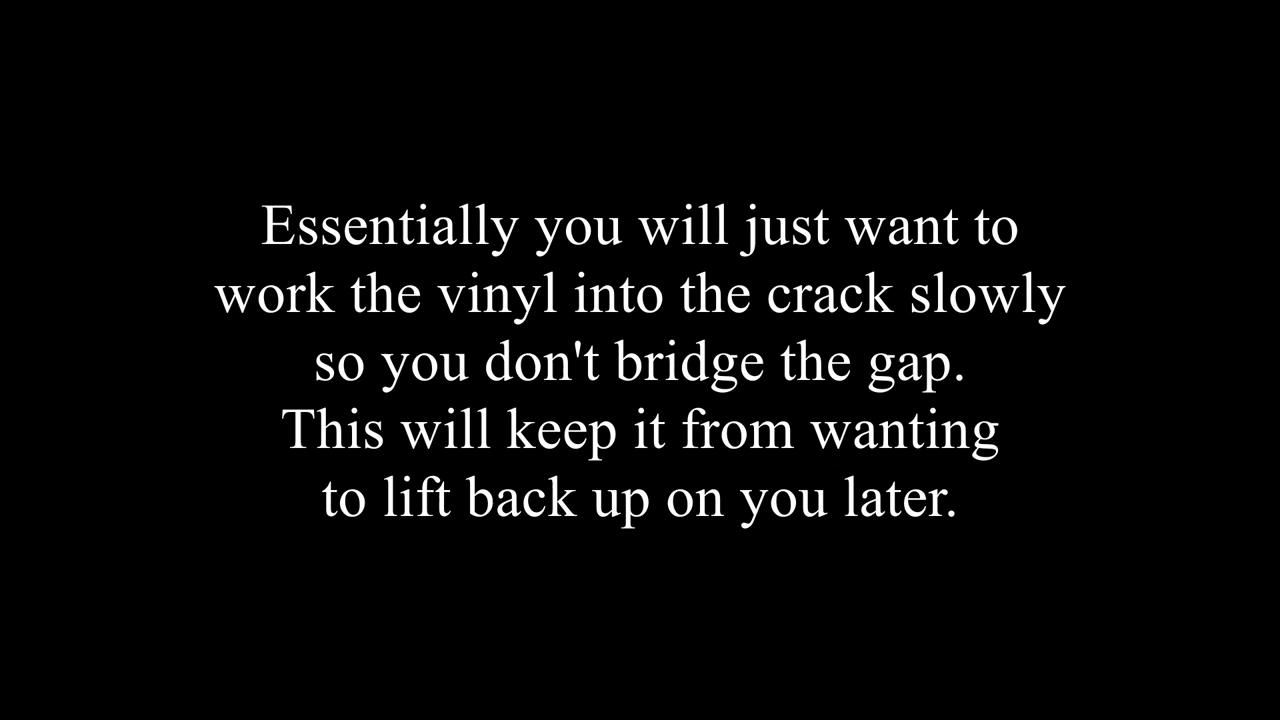 Essentially you will just want to
work the vinyl into the crack slowly
so you don't bridge the gap.
This will keep it from wanting
to lift back up on you later.